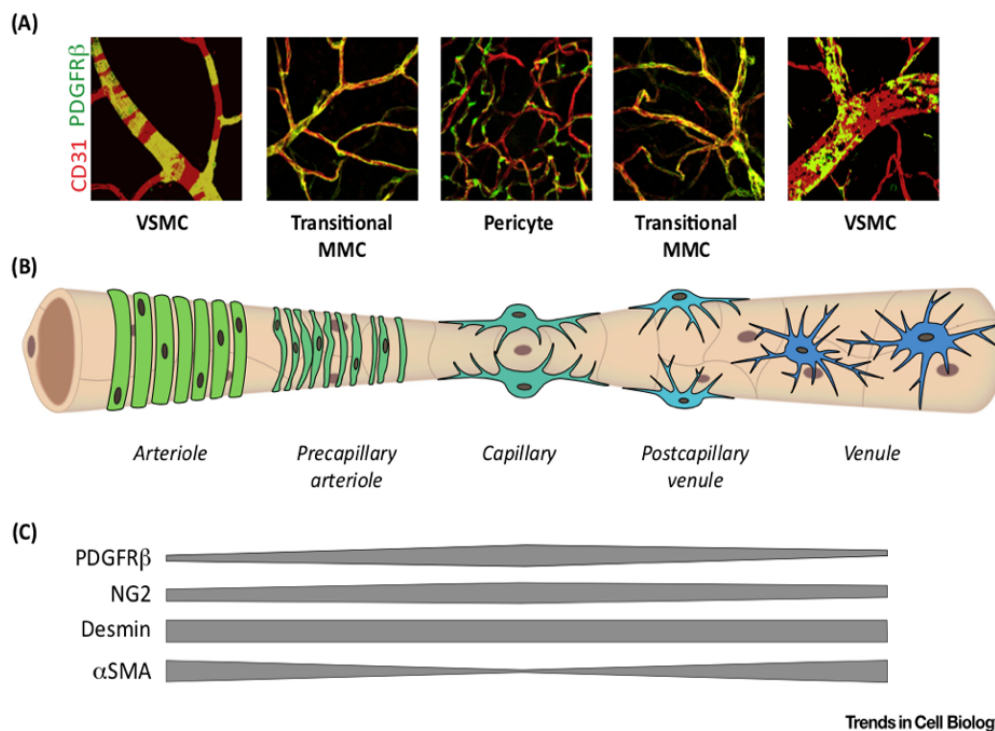 (A)
CD31 PDGFRβ
VSMC
Transitional
MMC
Pericyte
Transitional
MMC
VSMC
(B)
Arteriole
Precapillary
arteriole
Capillary
Postcapillary
venule
Venule
(C)
PDGFRβ
NG2
Desmin
αSMA
Trends in Cell Biology